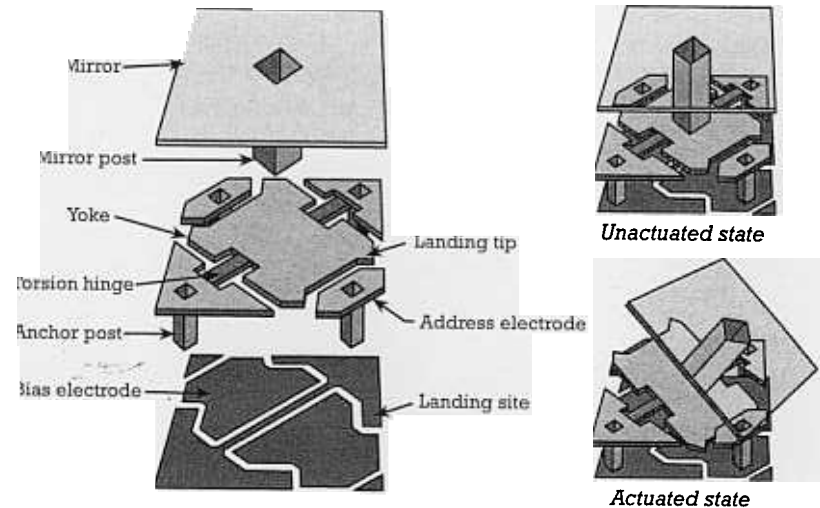 Mirror
Mirror post
Yoke
Landing tip
Torsion hinge
Address electrode
Anchor post
Bias electrode
Landing site
Unactuated state
Actuated state